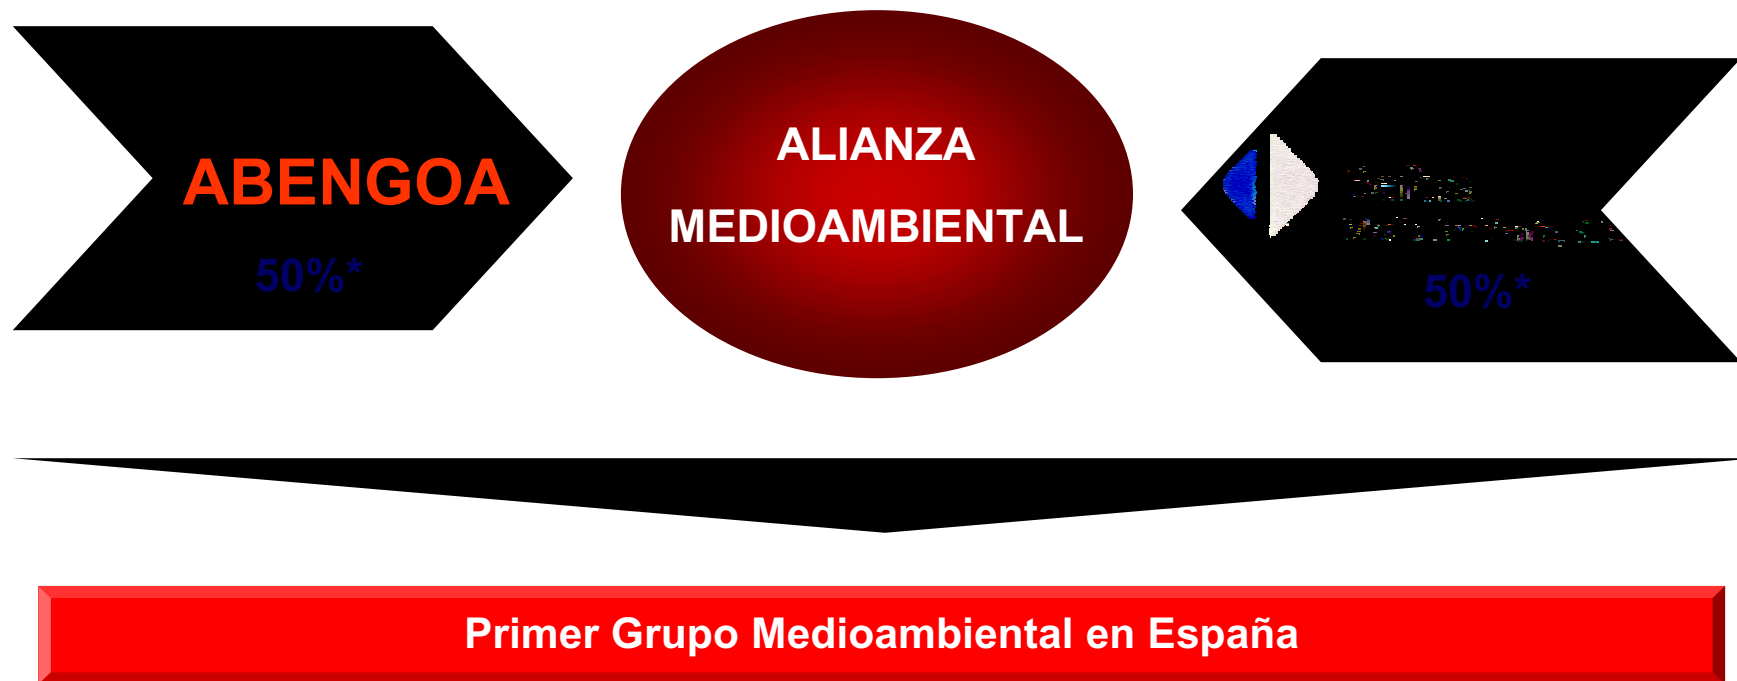 ABENGOA
50%*
ALIANZA
MEDIOAMBIENTAL
50%*
Primer Grupo Medioambiental en España